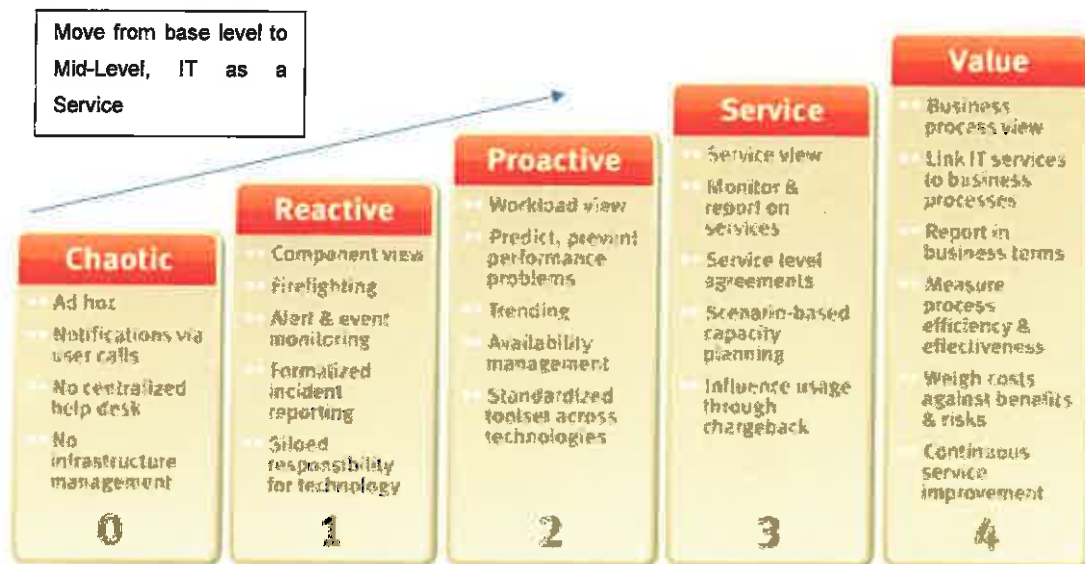 Move from base level to
Mid-Level, IT as a
Service
Chaotic
Ad hoc
Notifications via
user calls
No centralized
help desk
No
infrastructure
management
0
Reactive
Component view
Firefighting
Alert & event
monitoring
Formalized
incident
reporting
Siloed
responsibility
for technology
1
Proactive
Workload view
Predict, prevent
performance
problems
Trending
Availability
management
Standardized
toolset across
technologies
2
Service
Service view
Monitor &
report on
services
Service level
agreements
Scenario-based
capacity
planning
Influence usage
through
chargeback
3
Value
Business
process view
Link IT services
to business
processes
Report in
business terms
Measure
process
efficiency &
effectiveness
Weigh costs
against benefits
& risks
Continuous
service
improvement
4